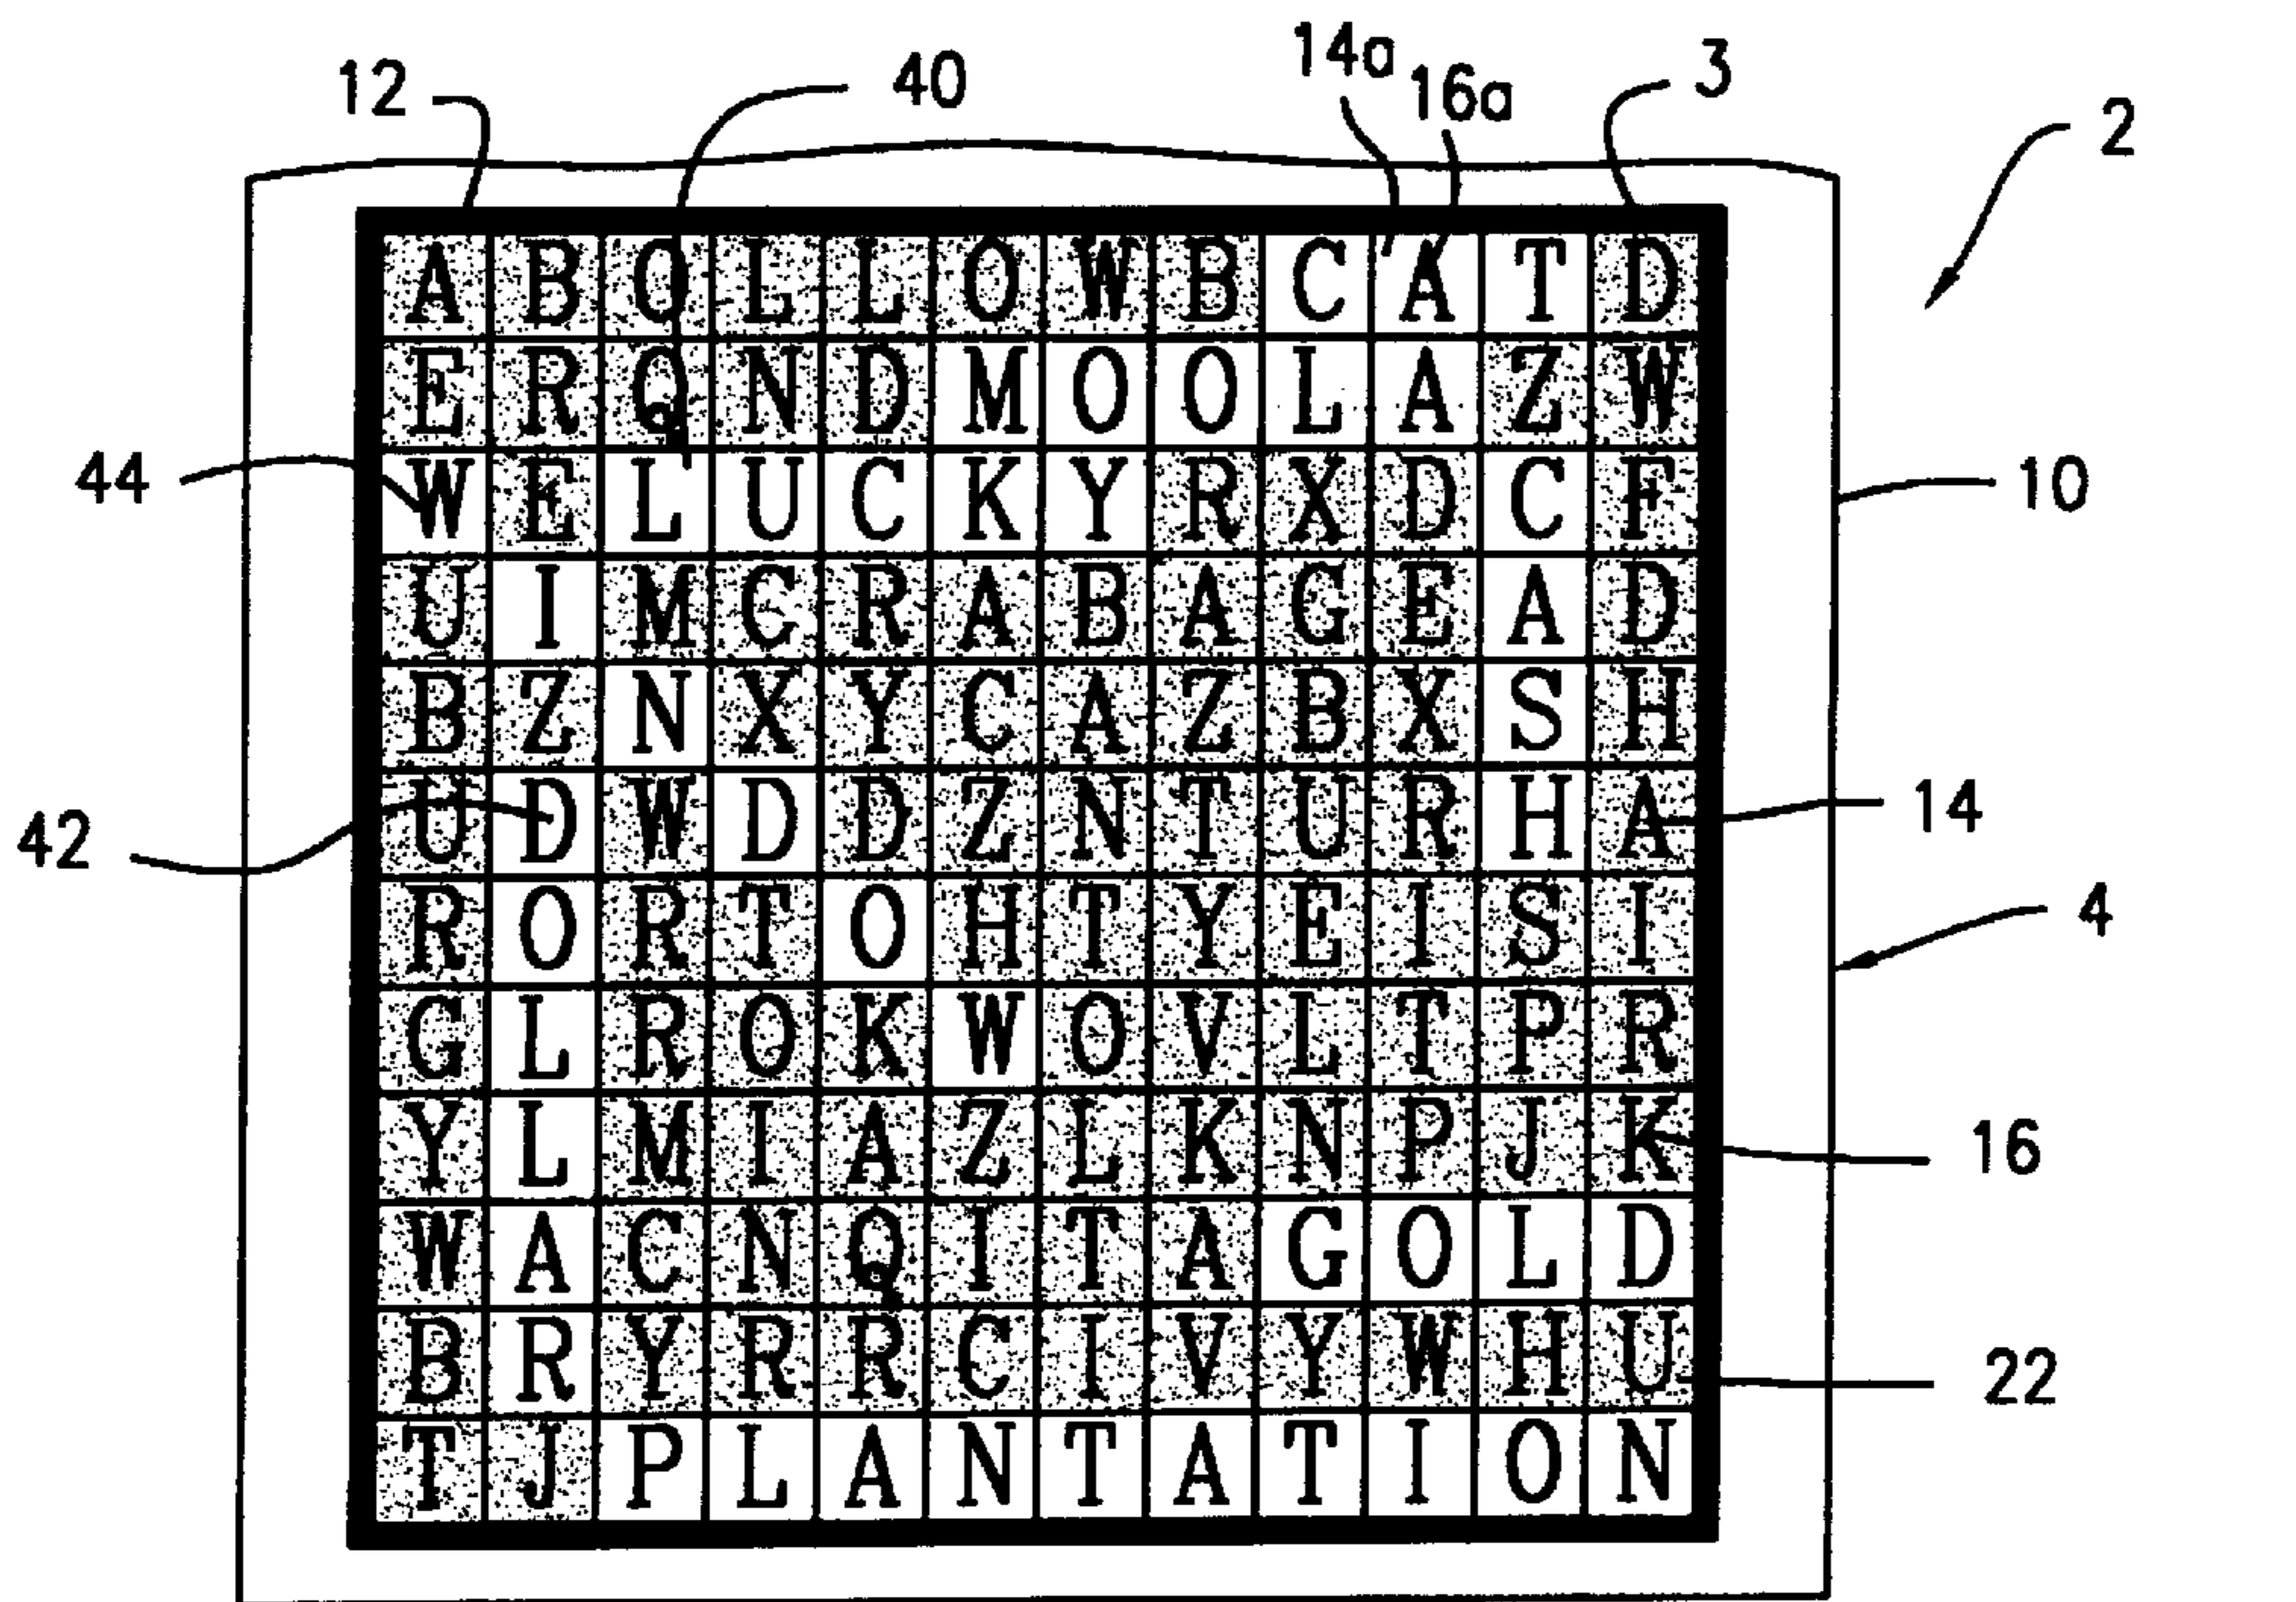 12 40 14a 16a 3 2
A B O L L O W B C A T D
E R Q N D M O O L A Z W
44 W E L U C K Y R X D C F 10
U I M C R A B A G E A D
B Z N X Y C A Z B X S H
42 U D W D D Z N T U R H A 14
R O R T O H T Y E I S I 4
G L R O K W O V L T P R
Y L M I A Z L K N P J K 16
W A C N Q I T A G O L D
B R Y R R C I V Y W H U 22
T J P L A N T A T I O N